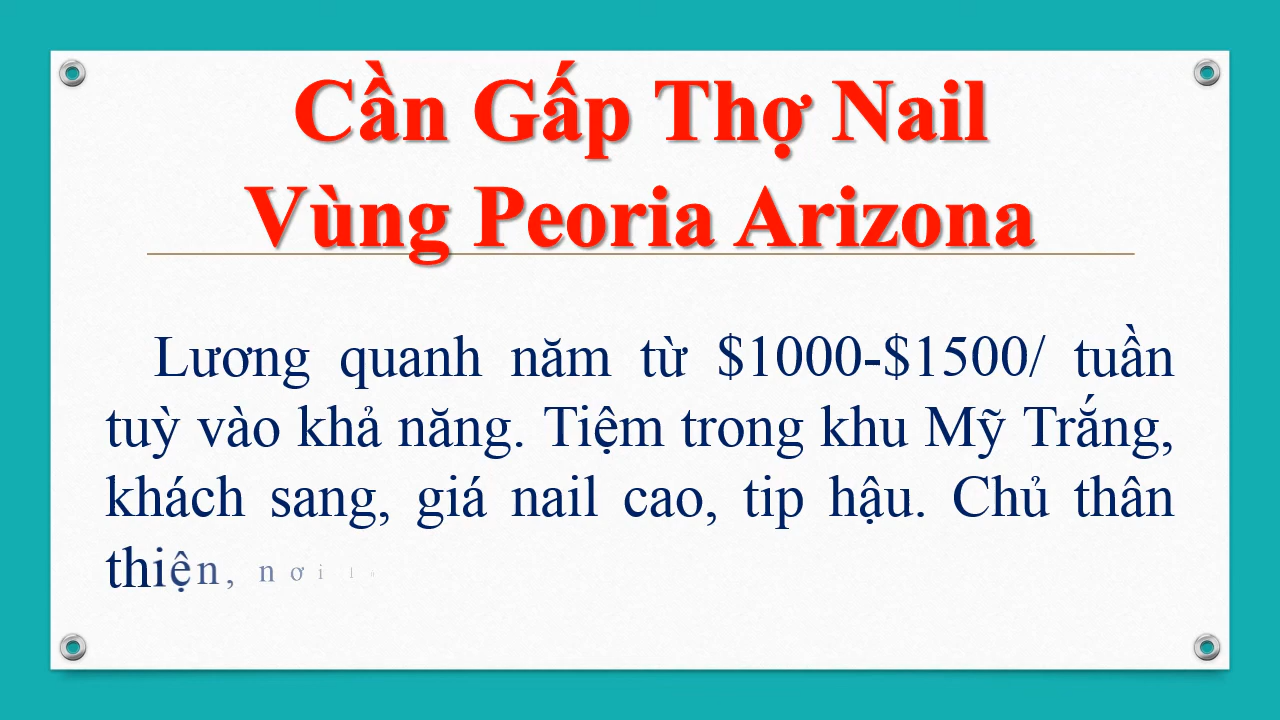 Cần Gấp Thợ Nail
Vùng Peoria Arizona
Lương quanh năm từ $1000-$1500/ tuần
tuỳ vào khả năng. Tiệm trong khu Mỹ Trắng,
khách sang, giá nail cao, tip hậu. Chủ thân
thiện, nơi